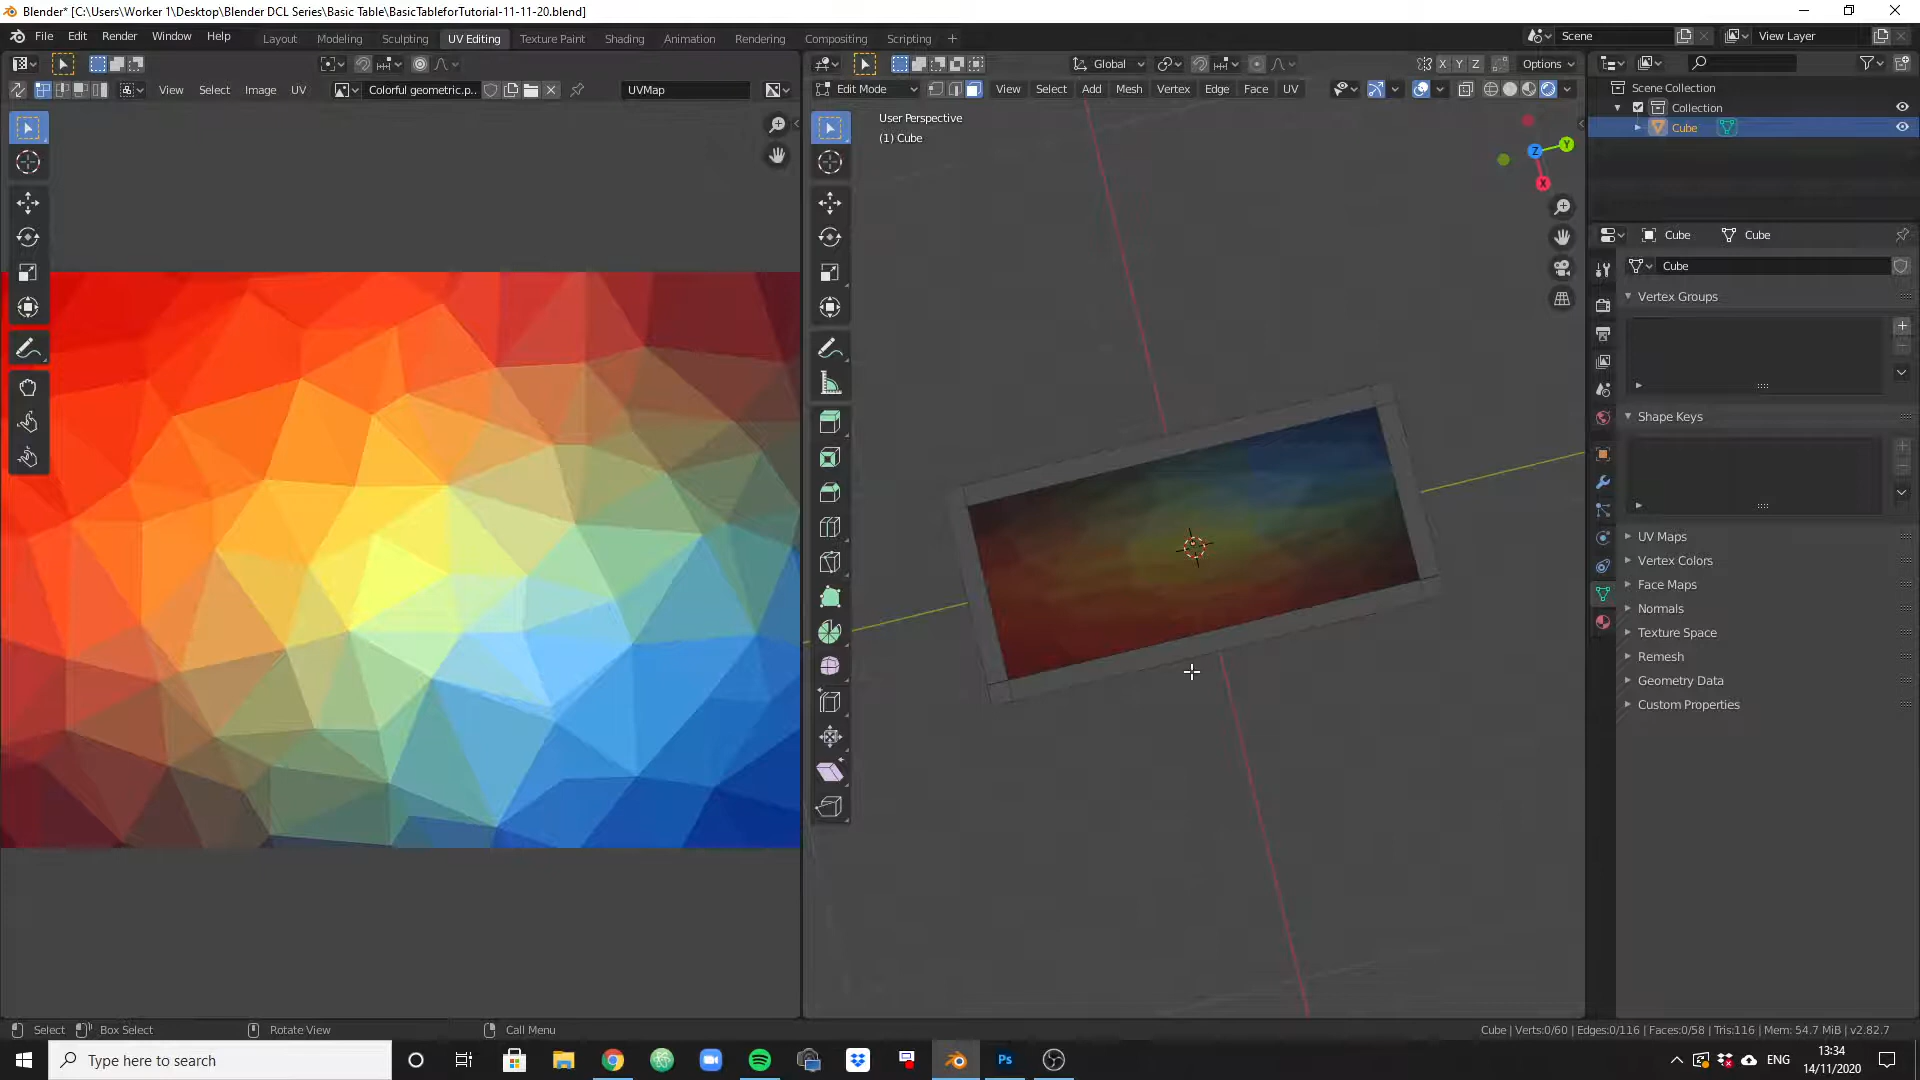 Blender* [C:\Users\Worker 1\Desktop\Blender DCL Series\Basic Table\BasicTableforTutorial-11-11-20.blend]
File Edit Render Window Help Layout Modeling Sculpting UV Editing Texture Paint Shading Animation Rendering Compositing Scripting Scene View Layer
Global X Y Z Options
View Select Image UV Colorful geometric.p.. UVMap Edit Mode View Select Add Mesh Vertex Edge Face UV
Scene Collection
Collection
Cube
User Perspective
(1) Cube
Y
Z
X
Cube Cube
Cube
Vertex Groups
Shape Keys
UV Maps
Vertex Colors
Face Maps
Normals
Texture Space
Remesh
Geometry Data
Custom Properties
Select Box Select Rotate View Call Menu Cube | Verts:0/60 | Edges:0/116 | Faces:0/58 | Tris:116 | Mem: 54.7 MiB | v2.82.7
Type here to search Ps ENG 13:34
14/11/2020